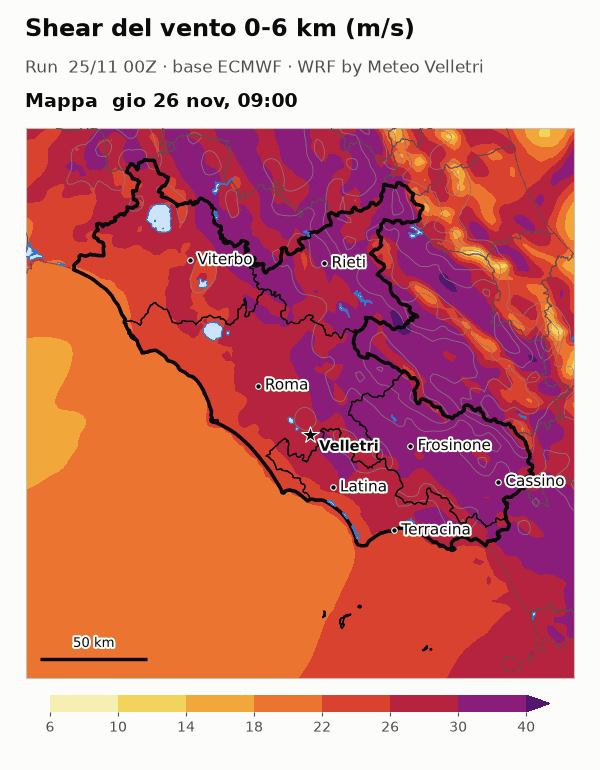 Shear del vento 0-6 km (m/s)
Run  25/11 00Z · base ECMWF · WRF by Meteo Velletri
Mappa  gio 26 nov, 09:00
Viterbo
Rieti
Roma
Velletri
Frosinone
Cassino
Latina
Terracina
50 km
6 10 14 18 22 26 30 40